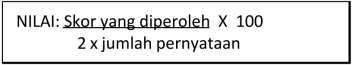 NILAI: Skor yang diperoleh X 100
2 x jumlah pernyataan